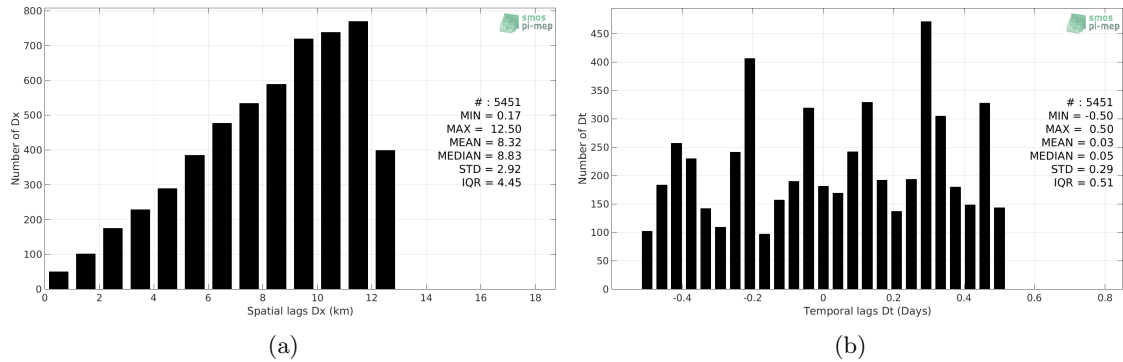 800
700
600
500
400
300
200
100
0
Number of Dx
smos
pi-mep
# : 5451
MIN = 0.17
MAX = 12.50
MEAN = 8.32
MEDIAN = 8.83
STD = 2.92
IQR = 4.45
0 2 4 6 8 10 12 14 16 18
Spatial lags Dx (km)
(a)
450
400
350
300
250
200
150
100
50
0
Number of Dt
smos
pi-mep
# : 5451
MIN = -0.50
MAX = 0.50
MEAN = 0.03
MEDIAN = 0.05
STD = 0.29
IQR = 0.51
-0.4 -0.2 0 0.2 0.4 0.6 0.8
Temporal lags Dt (Days)
(b)